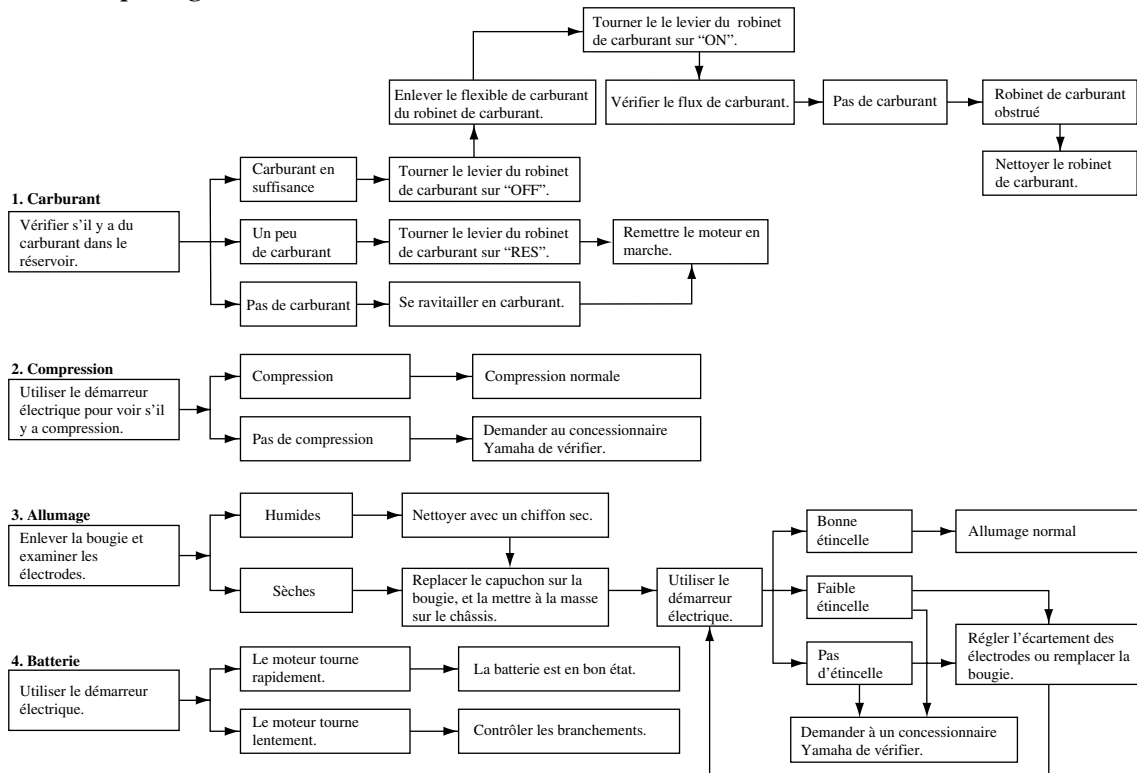 Tourner le le levier du robinet
de carburant sur “ON”.
Enlever le flexible de carburant
du robinet de carburant.
Vérifier le flux de carburant.
Pas de carburant
Robinet de carburant
obstrué
Nettoyer le robinet
de carburant.
Carburant en
suffisance
Tourner le levier du robinet
de carburant sur “OFF”.
1. Carburant
Vérifier s’il y a du
carburant dans le
réservoir.
Un peu
de carburant
Tourner le levier du robinet
de carburant sur “RES”.
Remettre le moteur en
marche.
Pas de carburant
Se ravitailler en carburant.
2. Compression
Utiliser le démarreur
électrique pour voir s’il
y a compression.
Compression
Compression normale
Pas de compression
Demander au concessionnaire
Yamaha de vérifier.
3. Allumage
Enlever la bougie et
examiner les
électrodes.
Humides
Nettoyer avec un chiffon sec.
Sèches
Replacer le capuchon sur la
bougie, et la mettre à la masse
sur le châssis.
Utiliser le
démarreur
électrique.
Bonne
étincelle
Allumage normal
Faible
étincelle
Pas
d’étincelle
Régler l’écartement des
électrodes ou remplacer la
bougie.
Demander à un concessionnaire
Yamaha de vérifier.
4. Batterie
Utiliser le démarreur
électrique.
Le moteur tourne
rapidement.
La batterie est en bon état.
Le moteur tourne
lentement.
Contrôler les branchements.